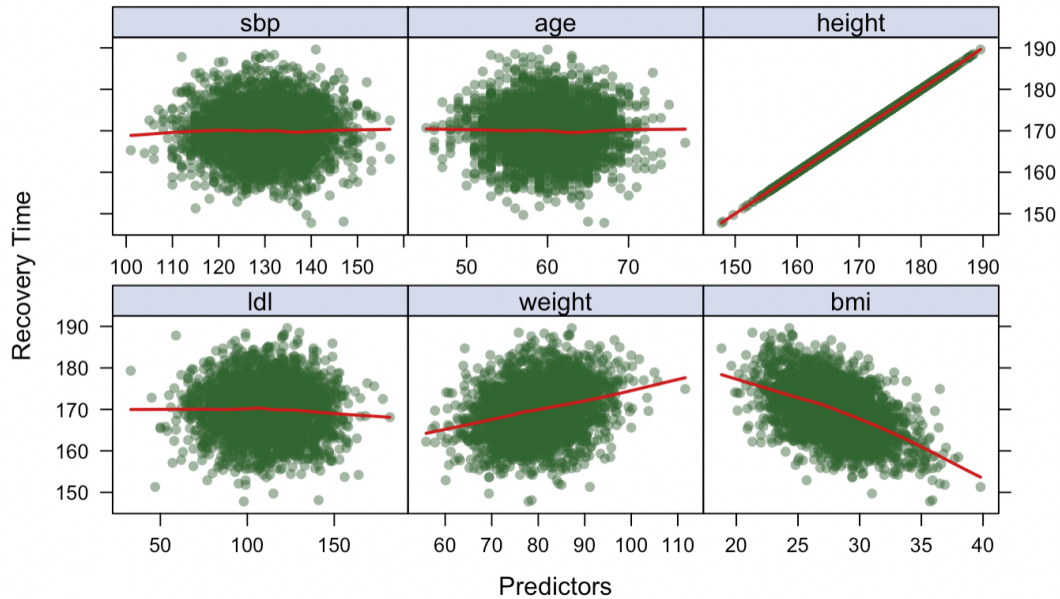 sbp age height
190
180
170
160
150
100 110 120 130 140 150 50 60 70 150 160 170 180 190
Recovery Time
ldl weight bmi
190
180
170
160
150
50 100 150 60 70 80 90 100 110 20 25 30 35 40
Predictors